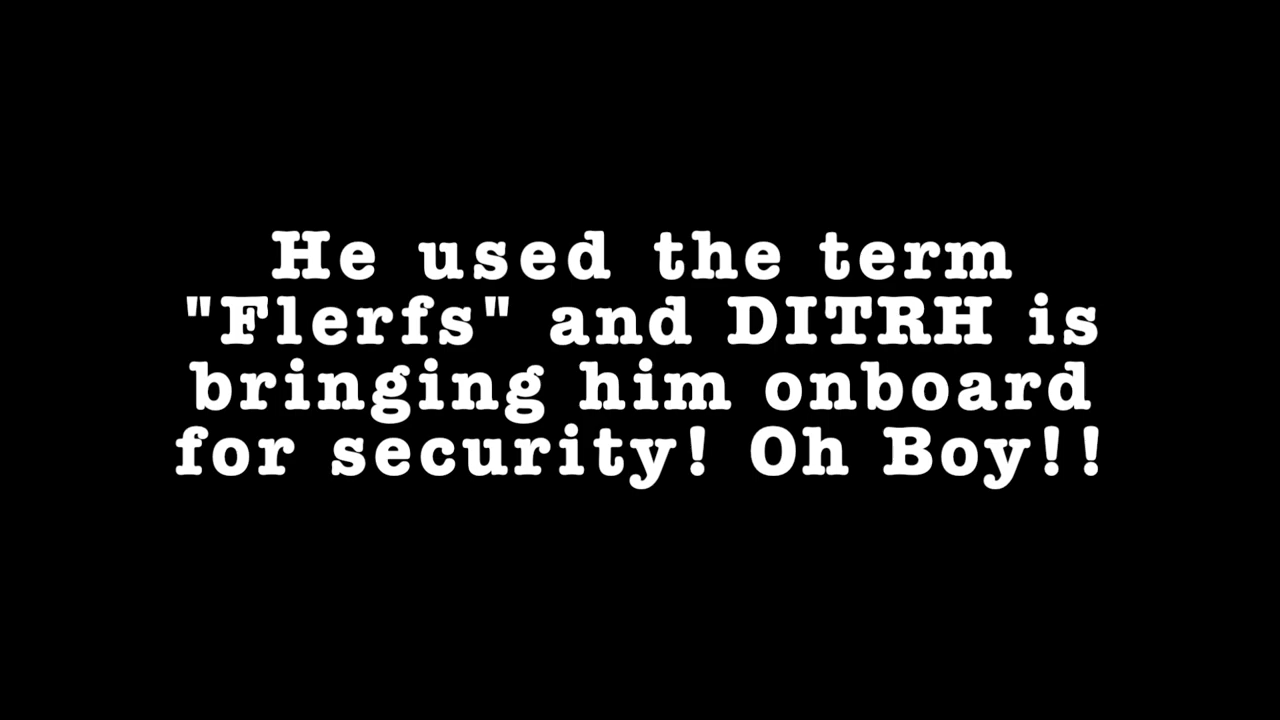 He used the term
"Flerfs" and DITRH is
bringing him onboard
for security! Oh Boy!!